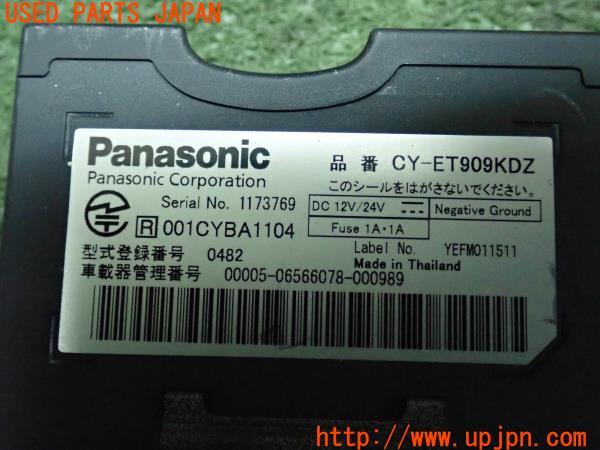 USED PARTS JAPAN
Panasonic
品 番 CY-ET909KDZ
Panasonic Corporation
このシールをはがさないでください。
Serial No. 1173769
DC 12V/24V
Negative Ground
Fuse 1A・1A
R 001CYBA1104
Label No. YEFM011511
型式登録番号 0482
Made in Thailand
車載器管理番号 00005-06566078-000989
http://www.upjpn.com/